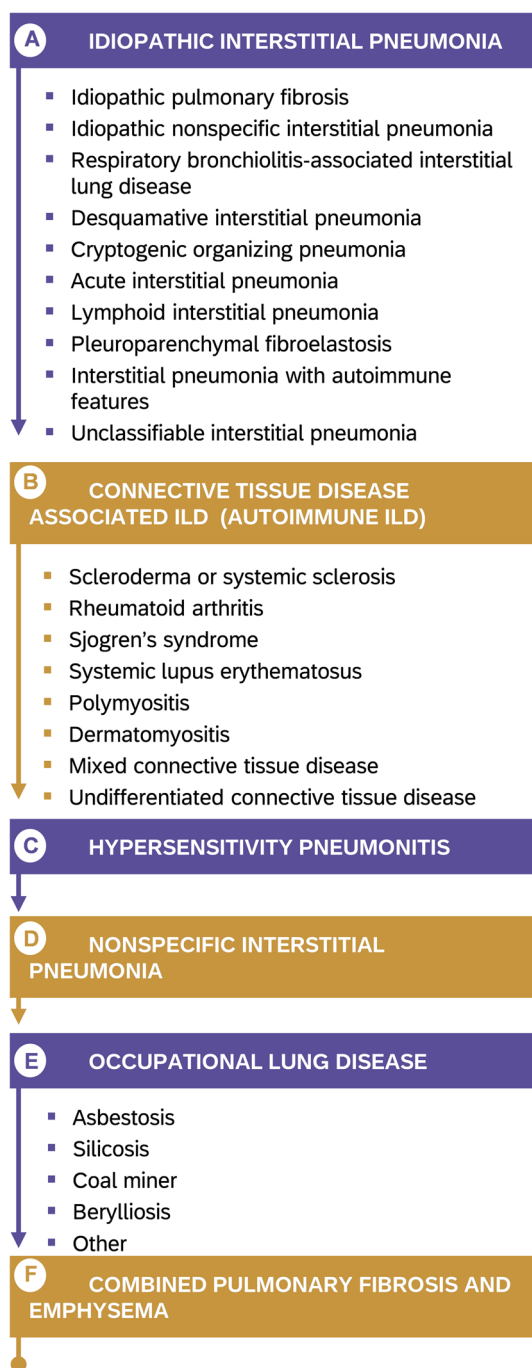 A IDIOPATHIC INTERSTITIAL PNEUMONIA
▪ Idiopathic pulmonary fibrosis
▪ Idiopathic nonspecific interstitial pneumonia
▪ Respiratory bronchiolitis-associated interstitial
lung disease
▪ Desquamative interstitial pneumonia
▪ Cryptogenic organizing pneumonia
▪ Acute interstitial pneumonia
▪ Lymphoid interstitial pneumonia
▪ Pleuroparenchymal fibroelastosis
▪ Interstitial pneumonia with autoimmune
features
▪ Unclassifiable interstitial pneumonia
B CONNECTIVE TISSUE DISEASE
ASSOCIATED ILD (AUTOIMMUNE ILD)
▪ Scleroderma or systemic sclerosis
▪ Rheumatoid arthritis
▪ Sjogren’s syndrome
▪ Systemic lupus erythematosus
▪ Polymyositis
▪ Dermatomyositis
▪ Mixed connective tissue disease
▪ Undifferentiated connective tissue disease
C HYPERSENSITIVITY PNEUMONITIS
D NONSPECIFIC INTERSTITIAL
PNEUMONIA
E OCCUPATIONAL LUNG DISEASE
▪ Asbestosis
▪ Silicosis
▪ Coal miner
▪ Berylliosis
▪ Other
F COMBINED PULMONARY FIBROSIS AND
EMPHYSEMA